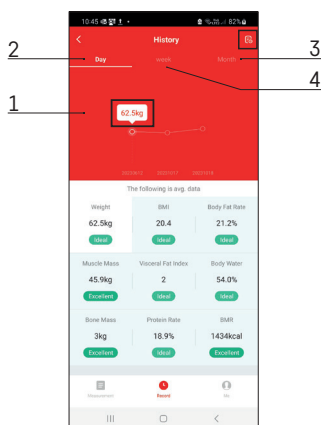 10:45 82%
History
2 3
Day week Month
4
1
62.5kg
The following is avg. data
Weight BMI Body Fat Rate
62.5kg 20.4 21.2%
Ideal Ideal Ideal
Muscle Mass Visceral Fat Index Body Water
45.9kg 2 54.0%
Excellent Ideal Ideal
Bone Mass Protein Rate BMR
3kg 18.9% 1434kcal
Excellent Ideal Excellent
Measurement Record Me